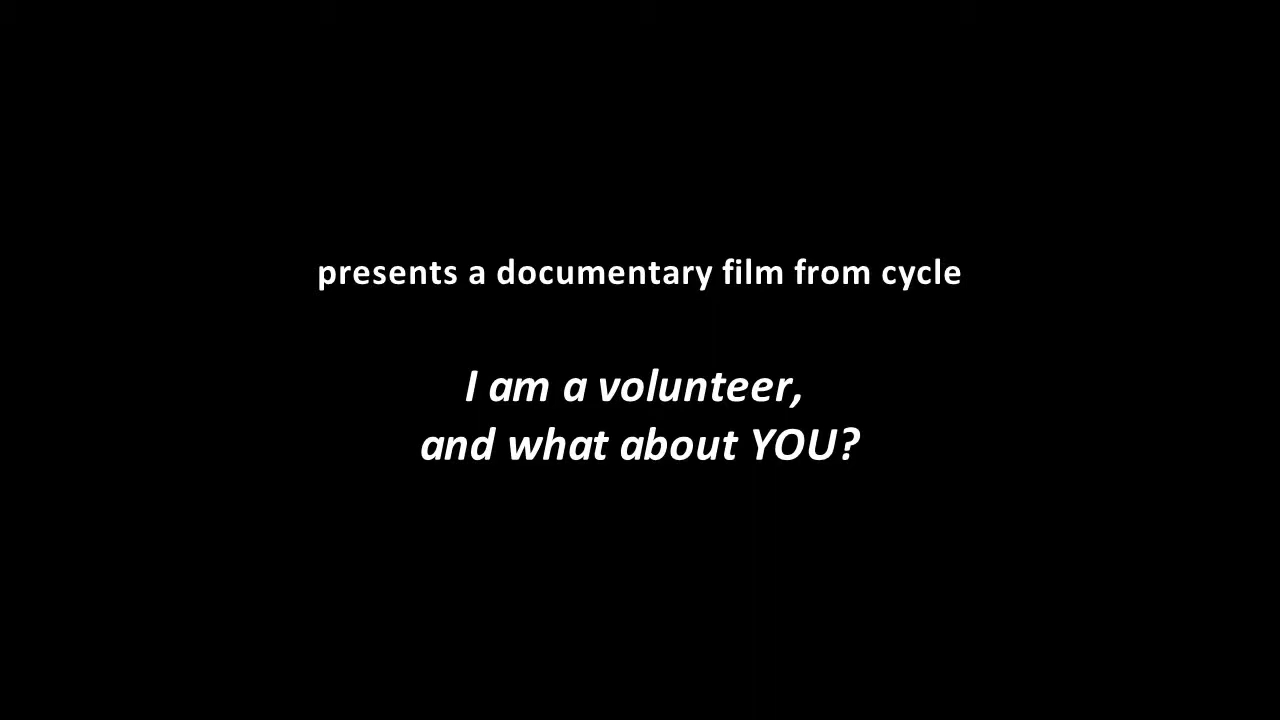 presents a documentary film from cycle
I am a volunteer,
and what about YOU?